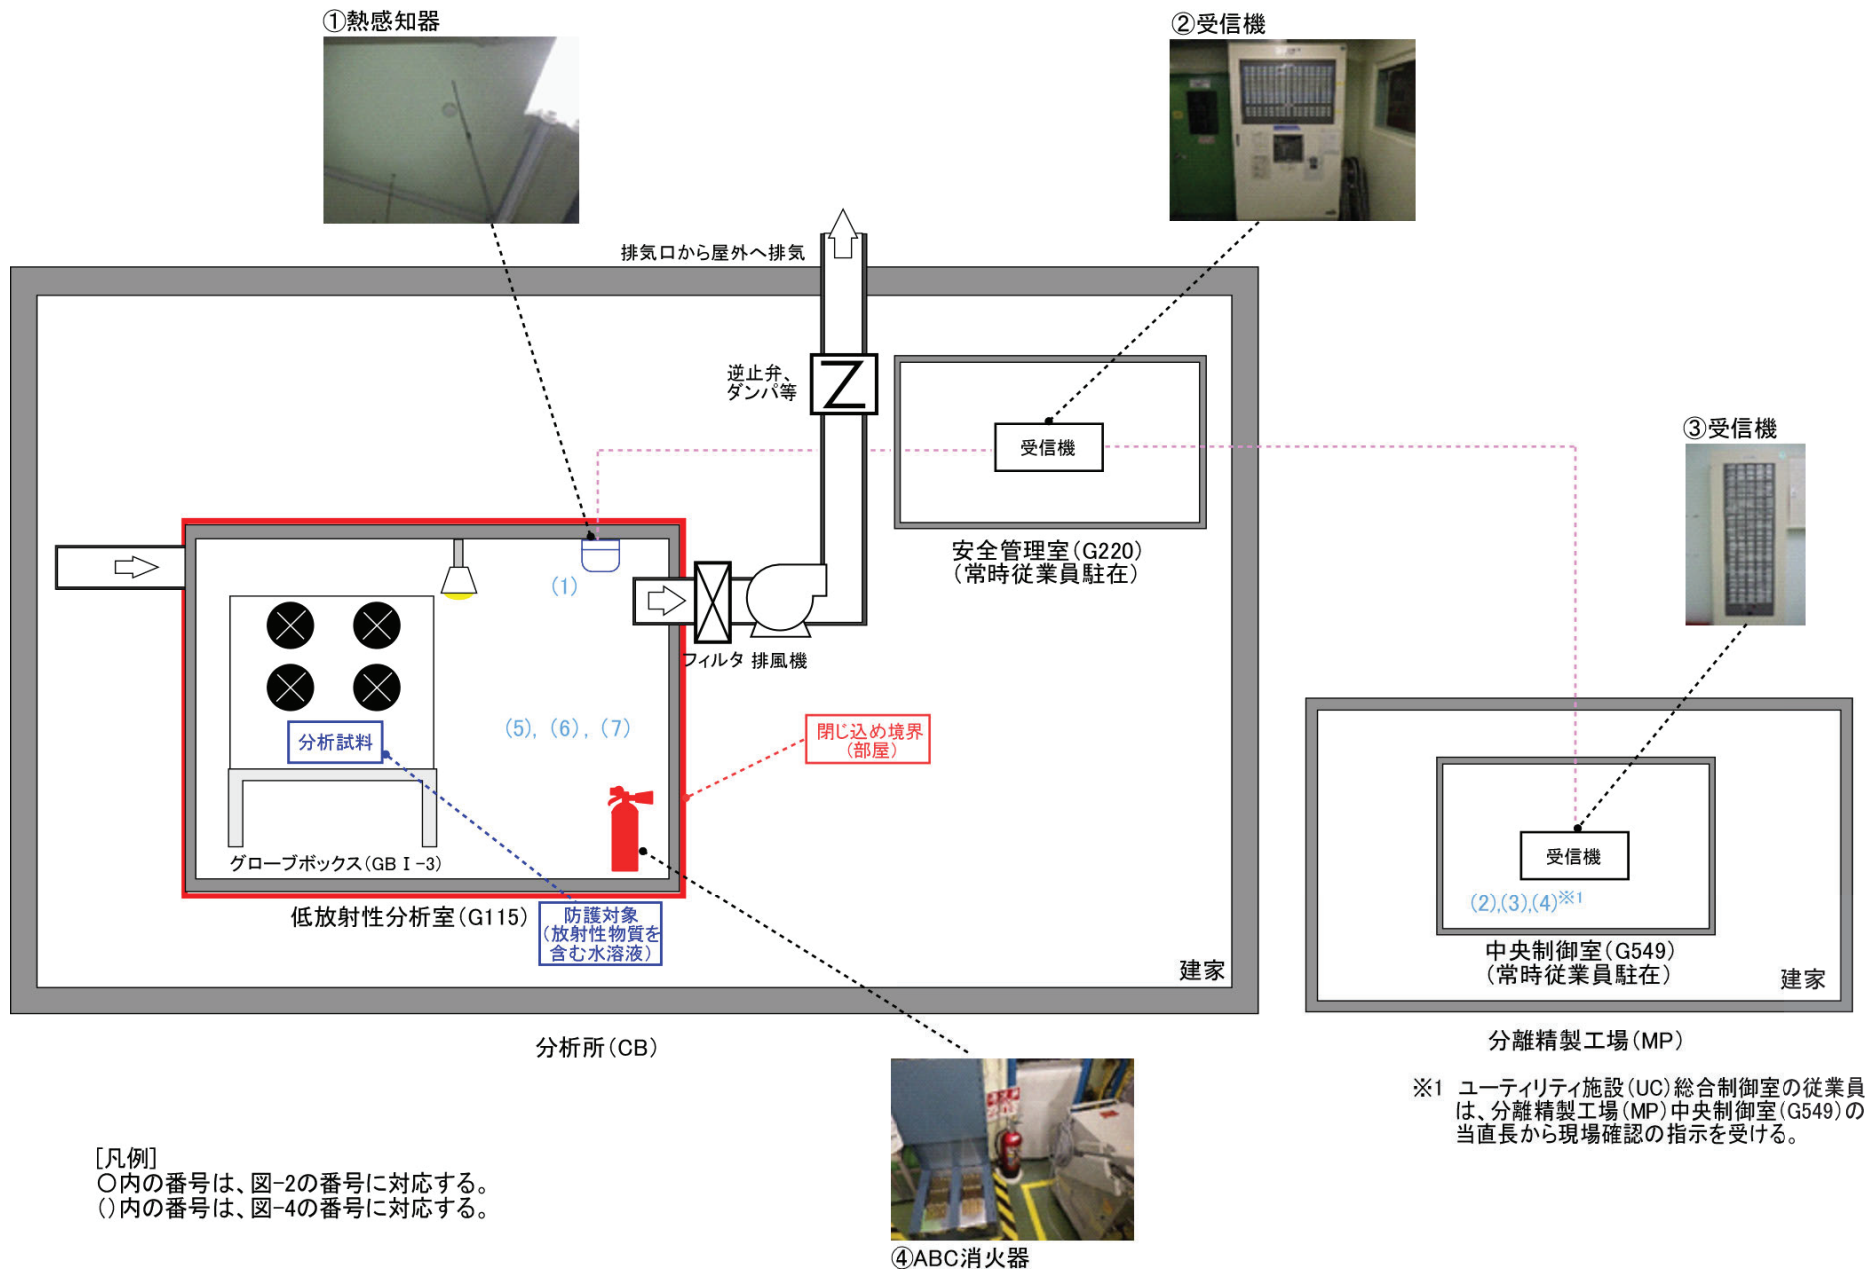 ①熱感知器
②受信機
排気口から屋外へ排気
逆止弁、
ダンパ等
受信機
③受信機
安全管理室(G220)
(常時従業員駐在)
(1)
フィルタ 排風機
(5), (6), (7)
分析試料
閉じ込め境界
(部屋)
グローブボックス(GBⅠ-3)
受信機
(2),(3),(4)※1
低放射性分析室(G115)
防護対象
(放射性物質を
含む水溶液)
中央制御室(G549)
(常時従業員駐在)
建家
建家
分析所(CB)
分離精製工場(MP)
※1 ユーティリティ施設(UC)総合制御室の従業員
は、分離精製工場(MP)中央制御室(G549)の
当直長から現場確認の指示を受ける。
[凡例]
○内の番号は、図-2の番号に対応する。
()内の番号は、図-4の番号に対応する。
④ABC消火器